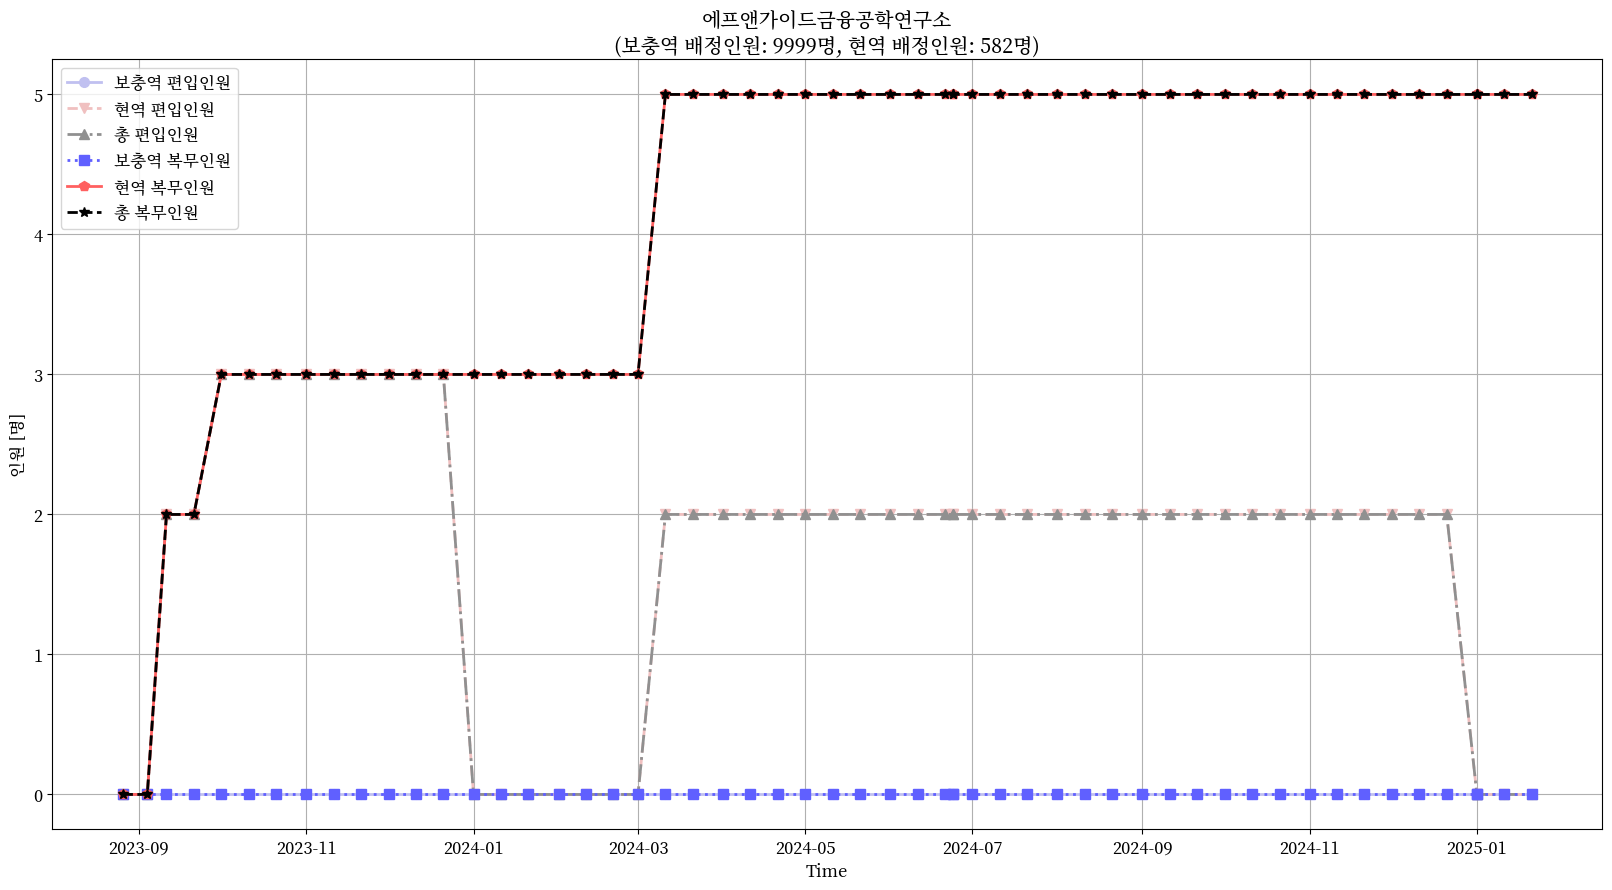 에프앤가이드금융공학연구소
(보충역 배정인원: 9999명, 현역 배정인원: 582명)
보충역 편입인원
현역 편입인원
총 편입인원
보충역 복무인원
현역 복무인원
총 복무인원
5
4
3
2
1
0
인원 [명]
2023-09
2023-11
2024-01
2024-03
2024-05
2024-07
2024-09
2024-11
2025-01
Time